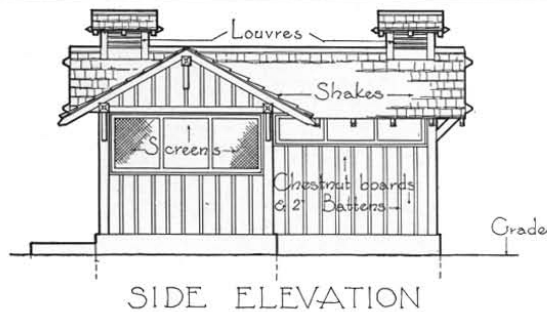 Louvres
Shakes
Screens
Chestnut boards
& 2" Battens
Grade
SIDE ELEVATION